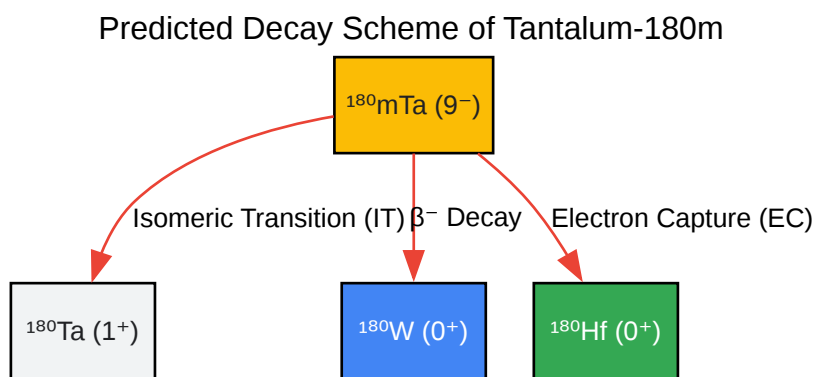 Predicted Decay Scheme of Tantalum-180m
¹⁸⁰mTa (9⁻)
Isomeric Transition (IT)
β⁻ Decay
Electron Capture (EC)
¹⁸⁰Ta (1⁺)
¹⁸⁰W (0⁺)
¹⁸⁰Hf (0⁺)